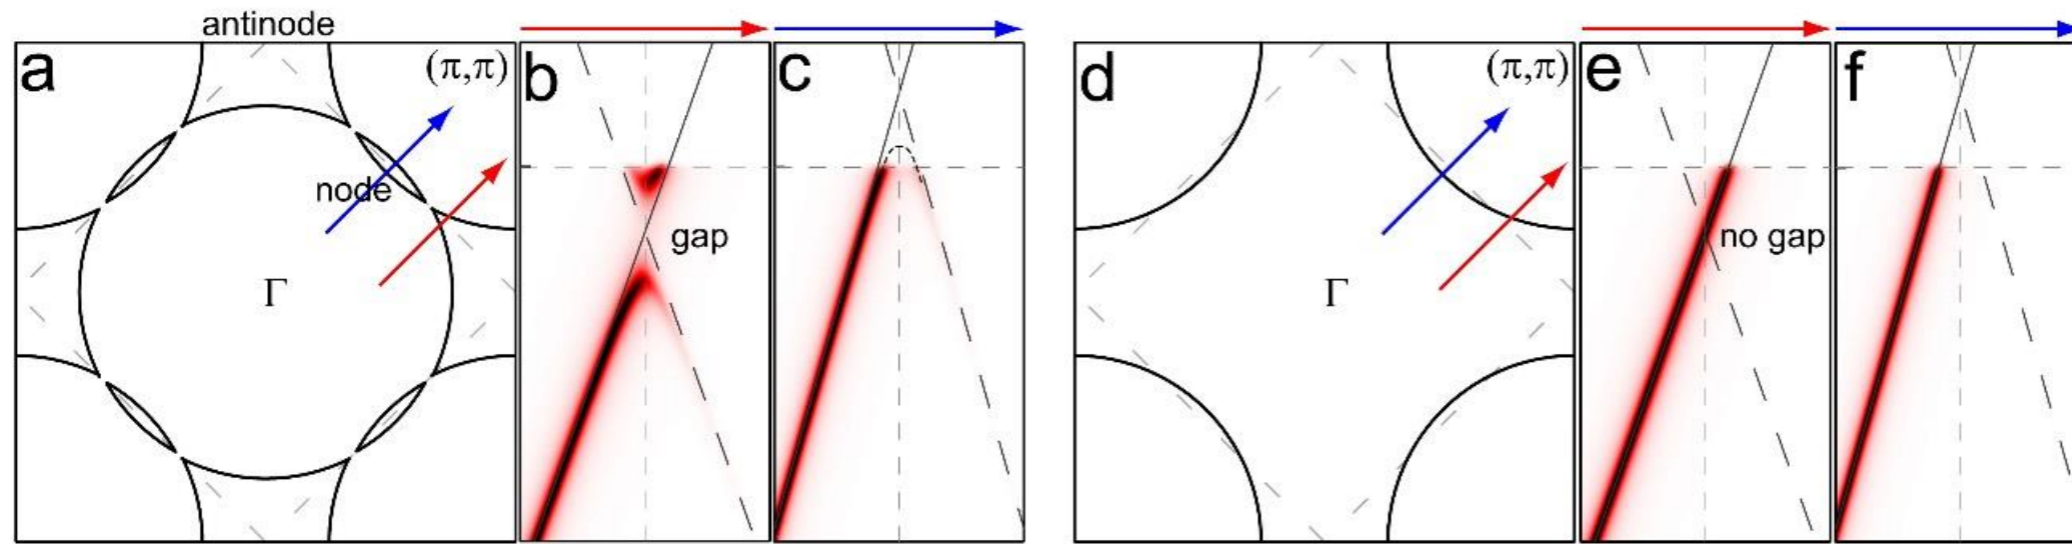 antinode
a
(π,π)
node
Γ
b
gap
c
d
(π,π)
Γ
e
no gap
f